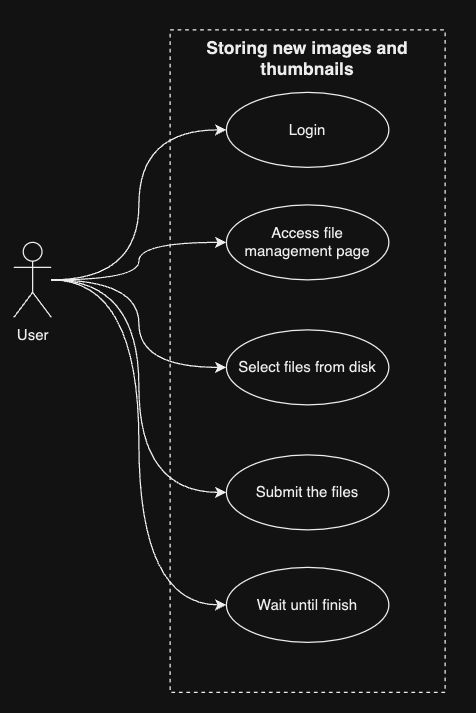 Storing new images and
thumbnails
Login
Access file
management page
User
Select files from disk
Submit the files
Wait until finish